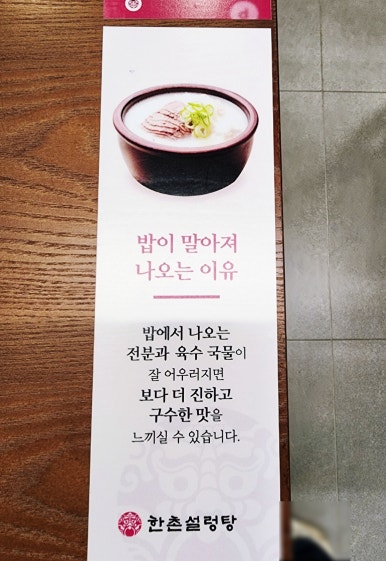 밥이 말아져
나오는 이유
밥에서 나오는
전분과 육수 국물이
잘 어우러지면
보다 더 진하고
구수한 맛을
느끼실 수 있습니다.
한촌설렁탕